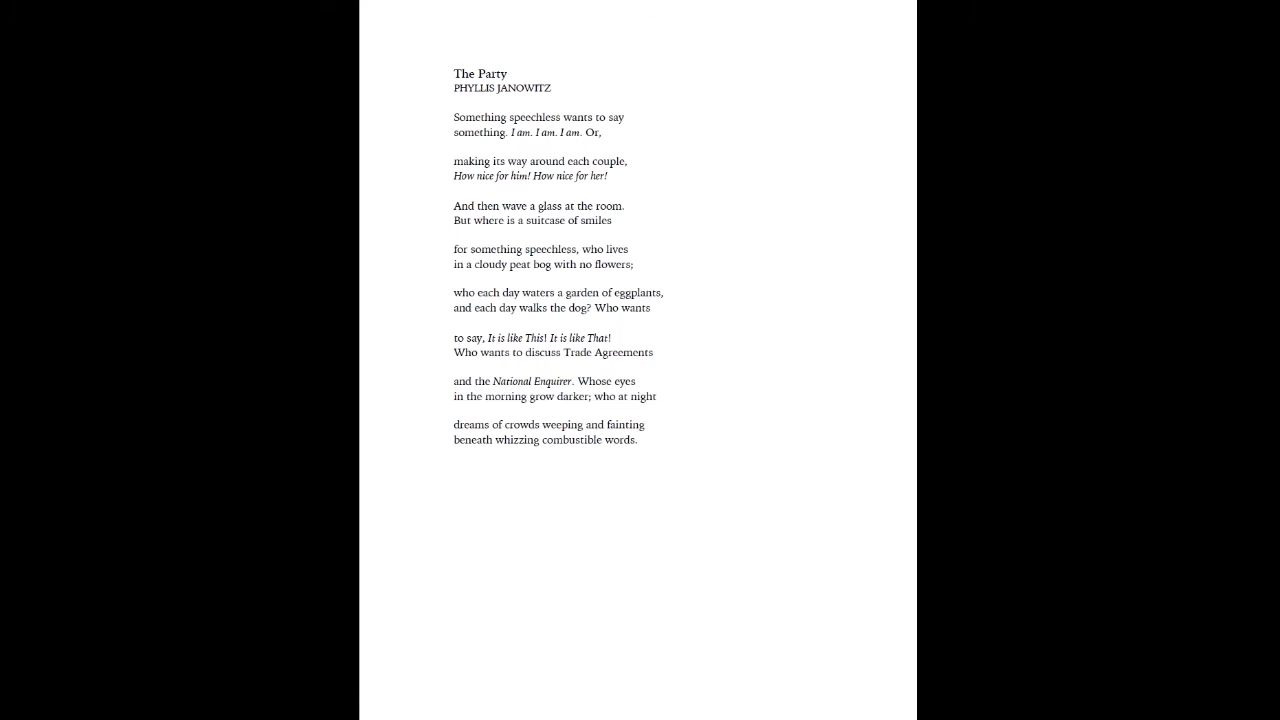 The Party
PHYLLIS JANOWITZ
Something speechless wants to say
something. I am. I am. I am. Or,
making its way around each couple,
How nice for him! How nice for her!
And then wave a glass at the room.
But where is a suitcase of smiles
for something speechless, who lives
in a cloudy peat bog with no flowers;
who each day waters a garden of eggplants,
and each day walks the dog? Who wants
to say, It is like This! It is like That!
Who wants to discuss Trade Agreements
and the National Enquirer. Whose eyes
in the morning grow darker; who at night
dreams of crowds weeping and fainting
beneath whizzing combustible words.